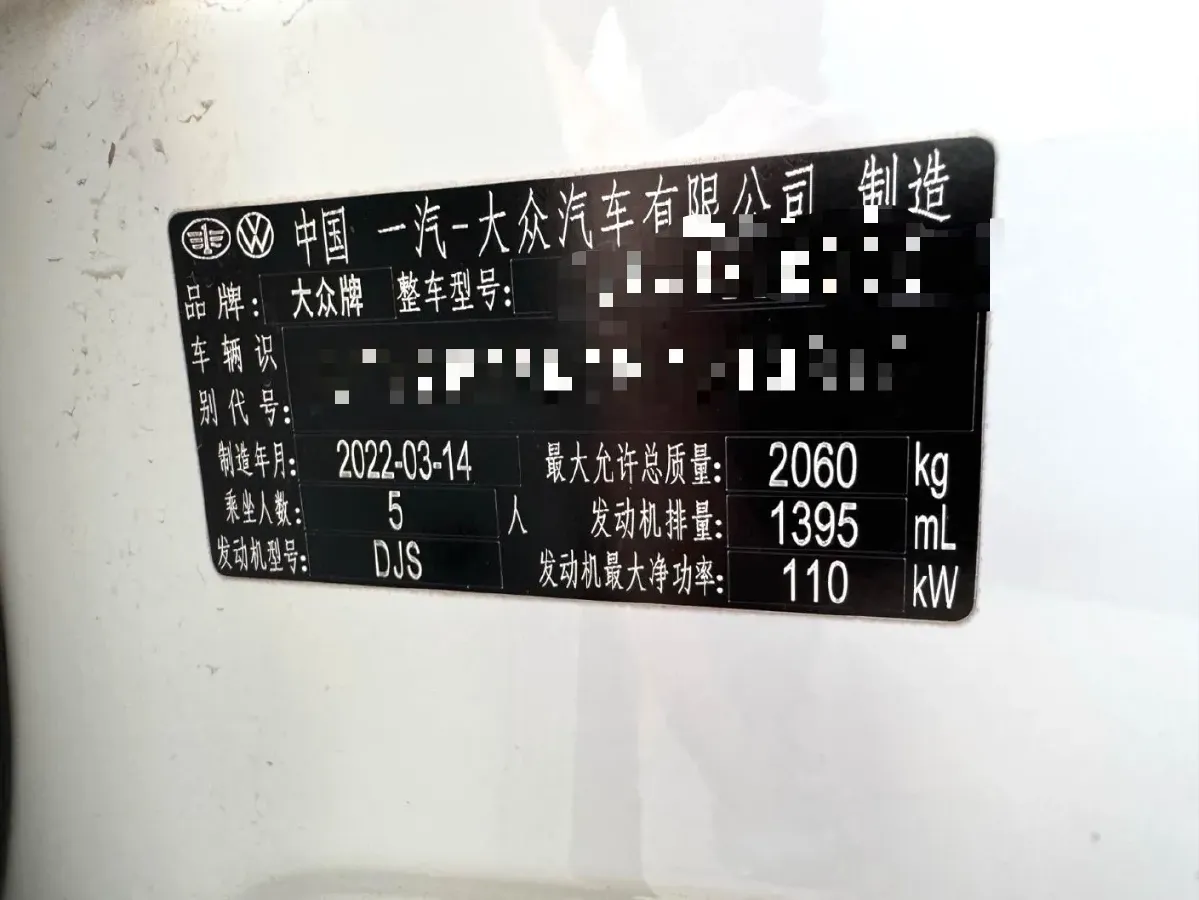 中国 一汽-大众汽车有限公司 制造
品牌: 大众牌 整车型号:
车辆识
别代号:
制造年月: 2022-03-14 最大允许总质量: 2060 kg
乘坐人数: 5 人 发动机排量: 1395 mL
发动机型号: DJS 发动机最大净功率: 110 kW